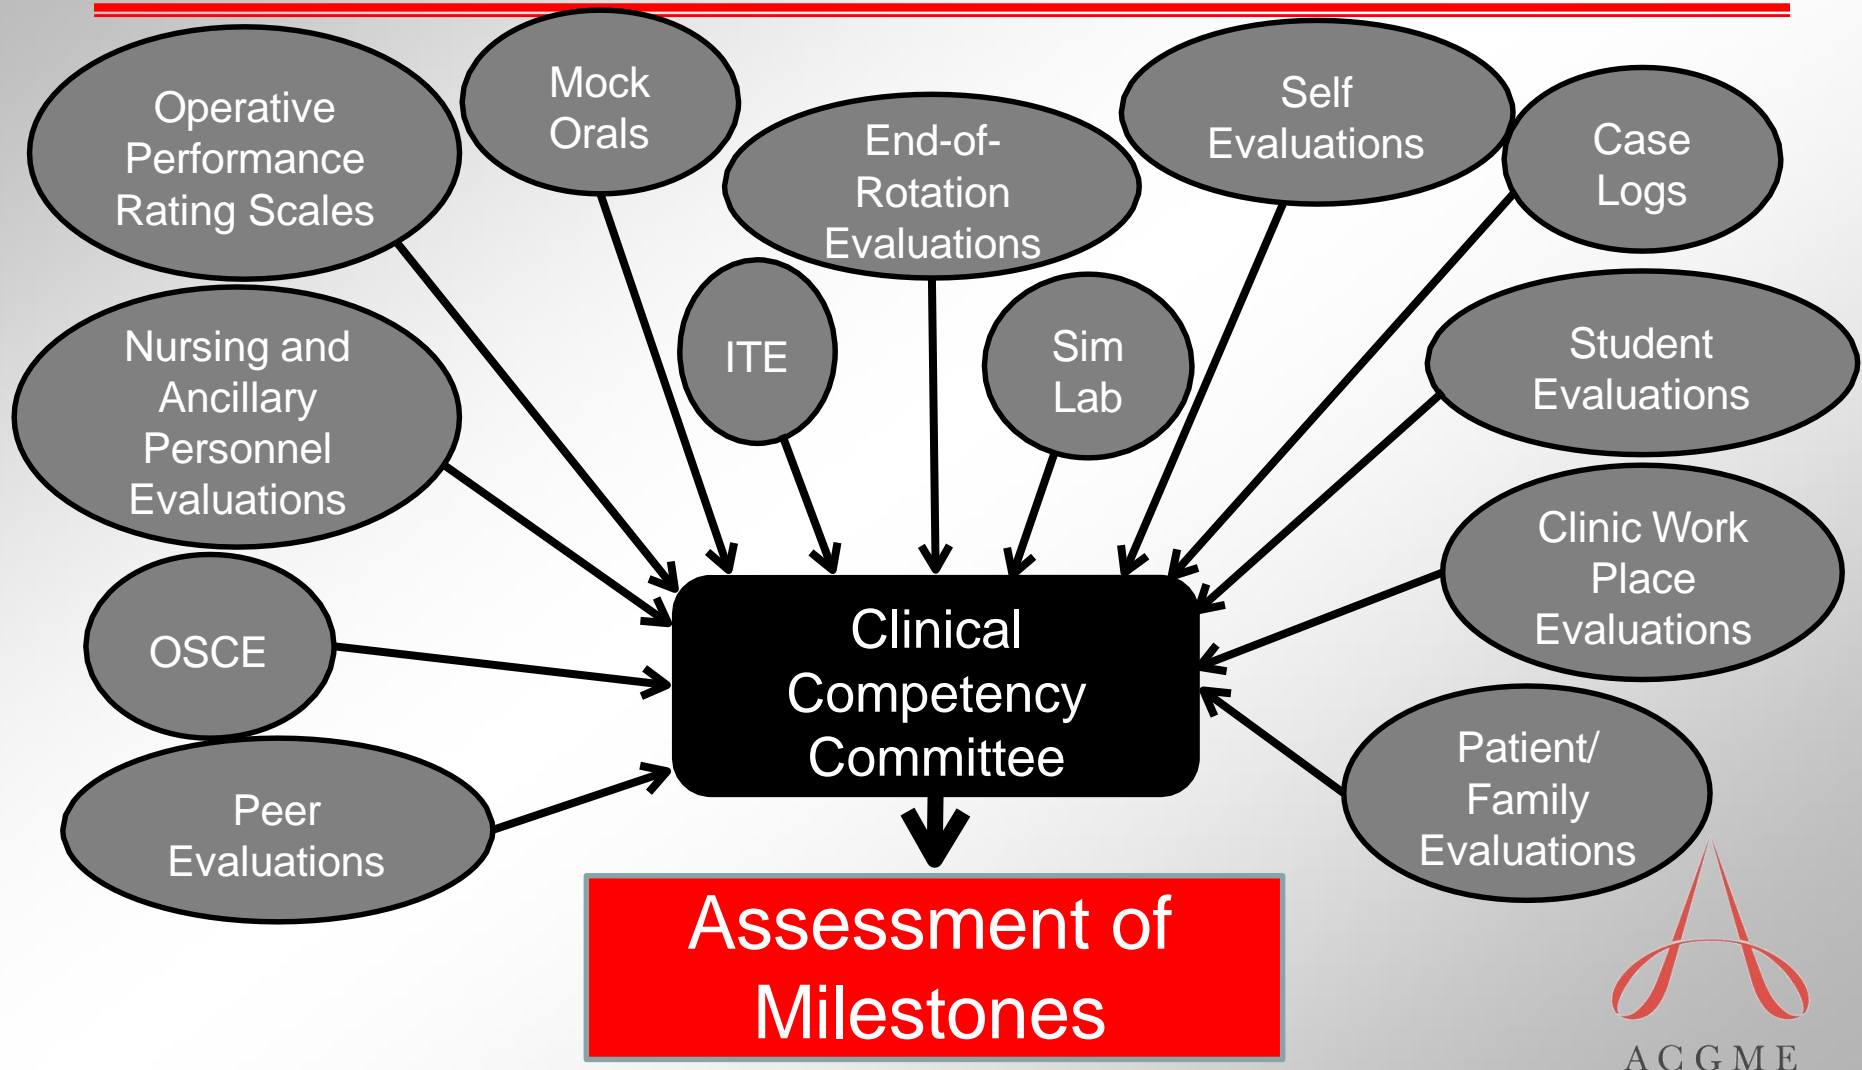 Operative
Performance
Rating Scales
Mock
Orals
End-of-
Rotation
Evaluations
Self
Evaluations
Case
Logs
Nursing and
Ancillary
Personnel
Evaluations
ITE
Sim
Lab
Student
Evaluations
OSCE
Clinic Work
Place
Evaluations
Peer
Evaluations
Clinical
Competency
Committee
Patient/
Family
Evaluations
Assessment of
Milestones
ACGME